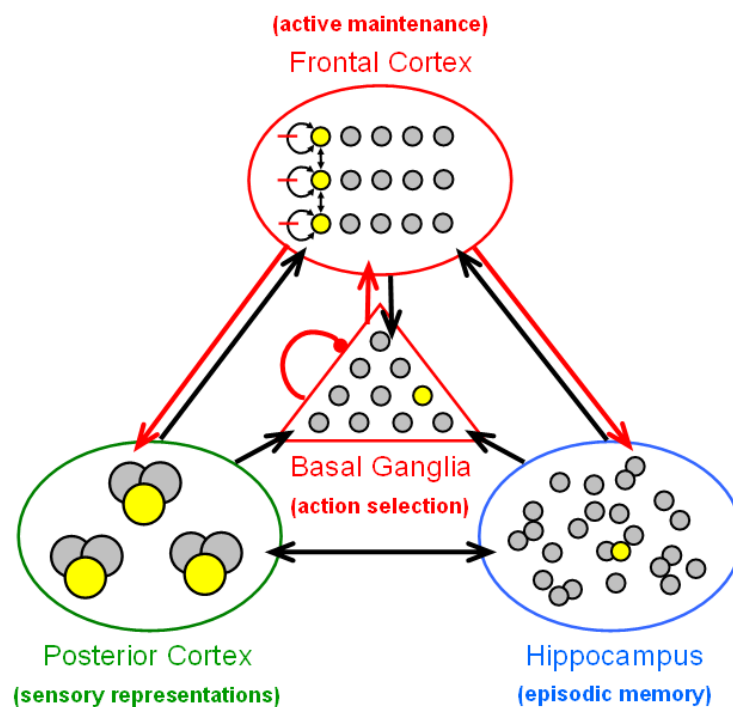 (active maintenance)
Frontal Cortex
Basal Ganglia
(action selection)
Posterior Cortex
(sensory representations)
Hippocampus
(episodic memory)